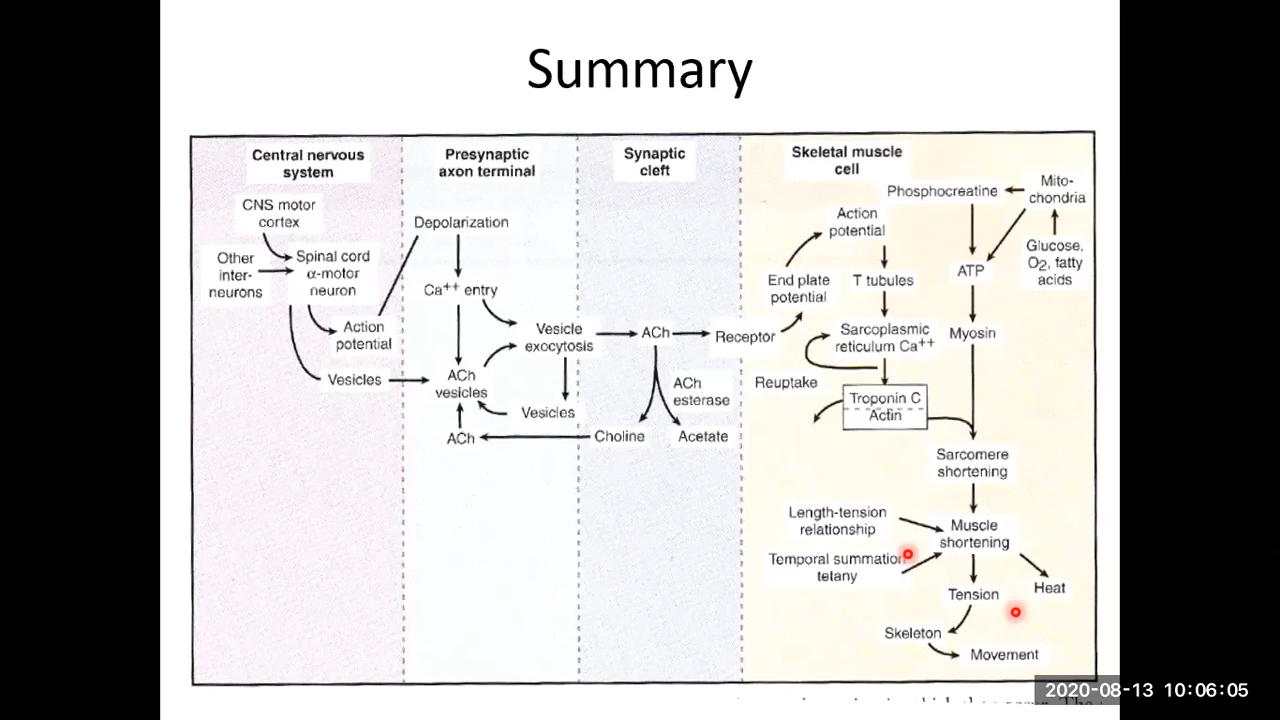 Summary
Central nervous
system
Presynaptic
axon terminal
Synaptic
cleft
Skeletal muscle
cell
CNS motor
cortex
Other
inter-
neurons
Spinal cord
α-motor
neuron
Action
potential
Vesicles
Depolarization
Ca++ entry
Vesicle
exocytosis
ACh
vesicles
Vesicles
ACh
ACh
ACh
esterase
Choline
Acetate
Receptor
End plate
potential
Action
potential
T tubules
Sarcoplasmic
reticulum Ca++
Reuptake
Troponin C
Actin
Phosphocreatine
Mito-
chondria
Glucose,
O2, fatty
acids
ATP
Myosin
Sarcomere
shortening
Length-tension
relationship
Temporal summation
tetany
Muscle
shortening
Tension
Heat
Skeleton
Movement
2020-08-13 10:06:05